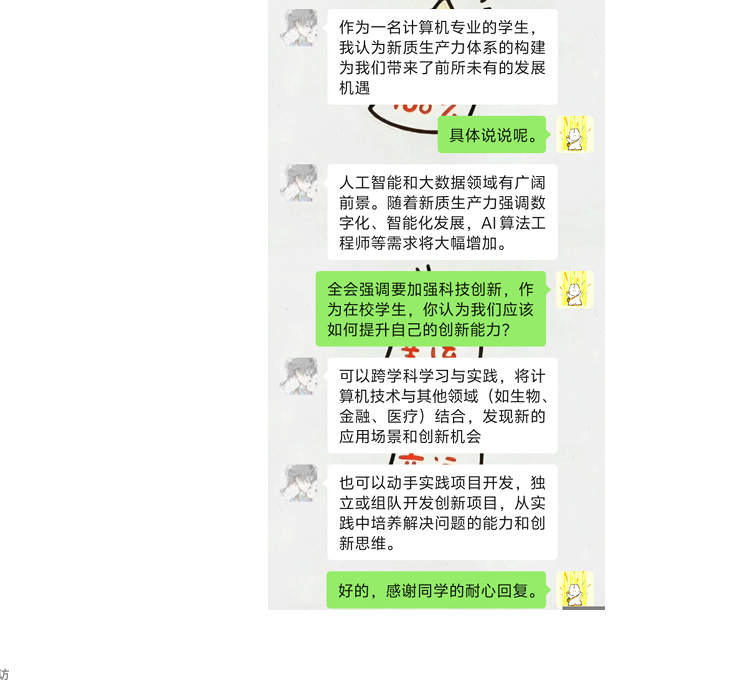 作为一名计算机专业的学生，
我认为新质生产力体系的构建
为我们带来了前所未有的发展
机遇
100%
具体说说呢。
人工智能和大数据领域有广阔
前景。随着新质生产力强调数
字化、智能化发展，AI算法工
程师等需求将大幅增加。
全会强调要加强科技创新，作
为在校学生，你认为我们应该
如何提升自己的创新能力？
可以跨学科学习与实践，将计
算机技术与其他领域（如生物、
金融、医疗）结合，发现新的
应用场景和创新机会
也可以动手实践项目开发，独
立或组队开发创新项目，从实
践中培养解决问题的能力和创
新思维。
好的，感谢同学的耐心回复。
访